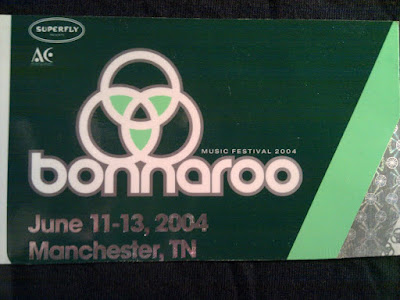 SUPERFLY
AC
MUSIC FESTIVAL 2004
bonnaroo
June 11-13, 2004
Manchester, TN